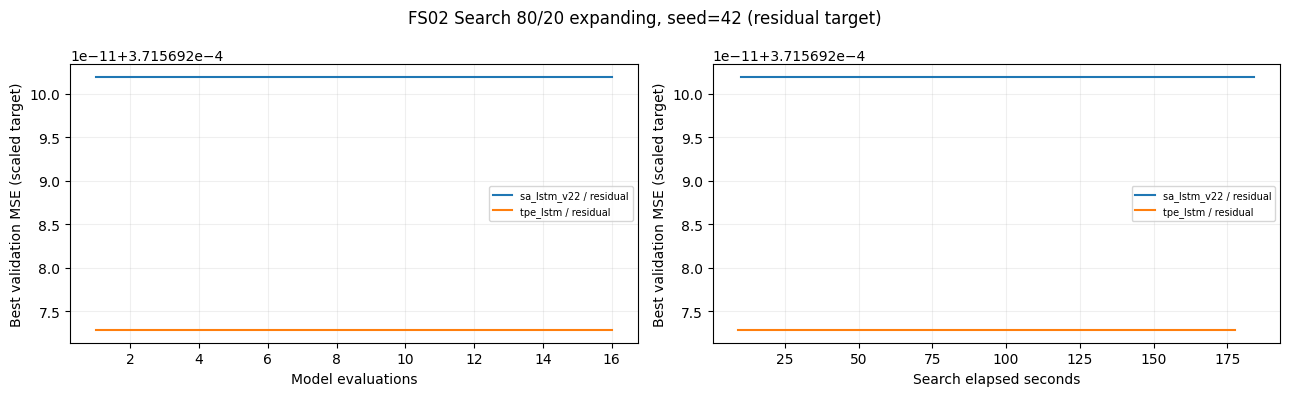 FS02 Search 80/20 expanding, seed=42 (residual target)
1e−11+3.715692e−4
Best validation MSE (scaled target)
10.0
9.5
9.0
8.5
8.0
7.5
sa_lstm_v22 / residual
tpe_lstm / residual
2 4 6 8 10 12 14 16
Model evaluations
1e−11+3.715692e−4
Best validation MSE (scaled target)
10.0
9.5
9.0
8.5
8.0
7.5
sa_lstm_v22 / residual
tpe_lstm / residual
25 50 75 100 125 150 175
Search elapsed seconds